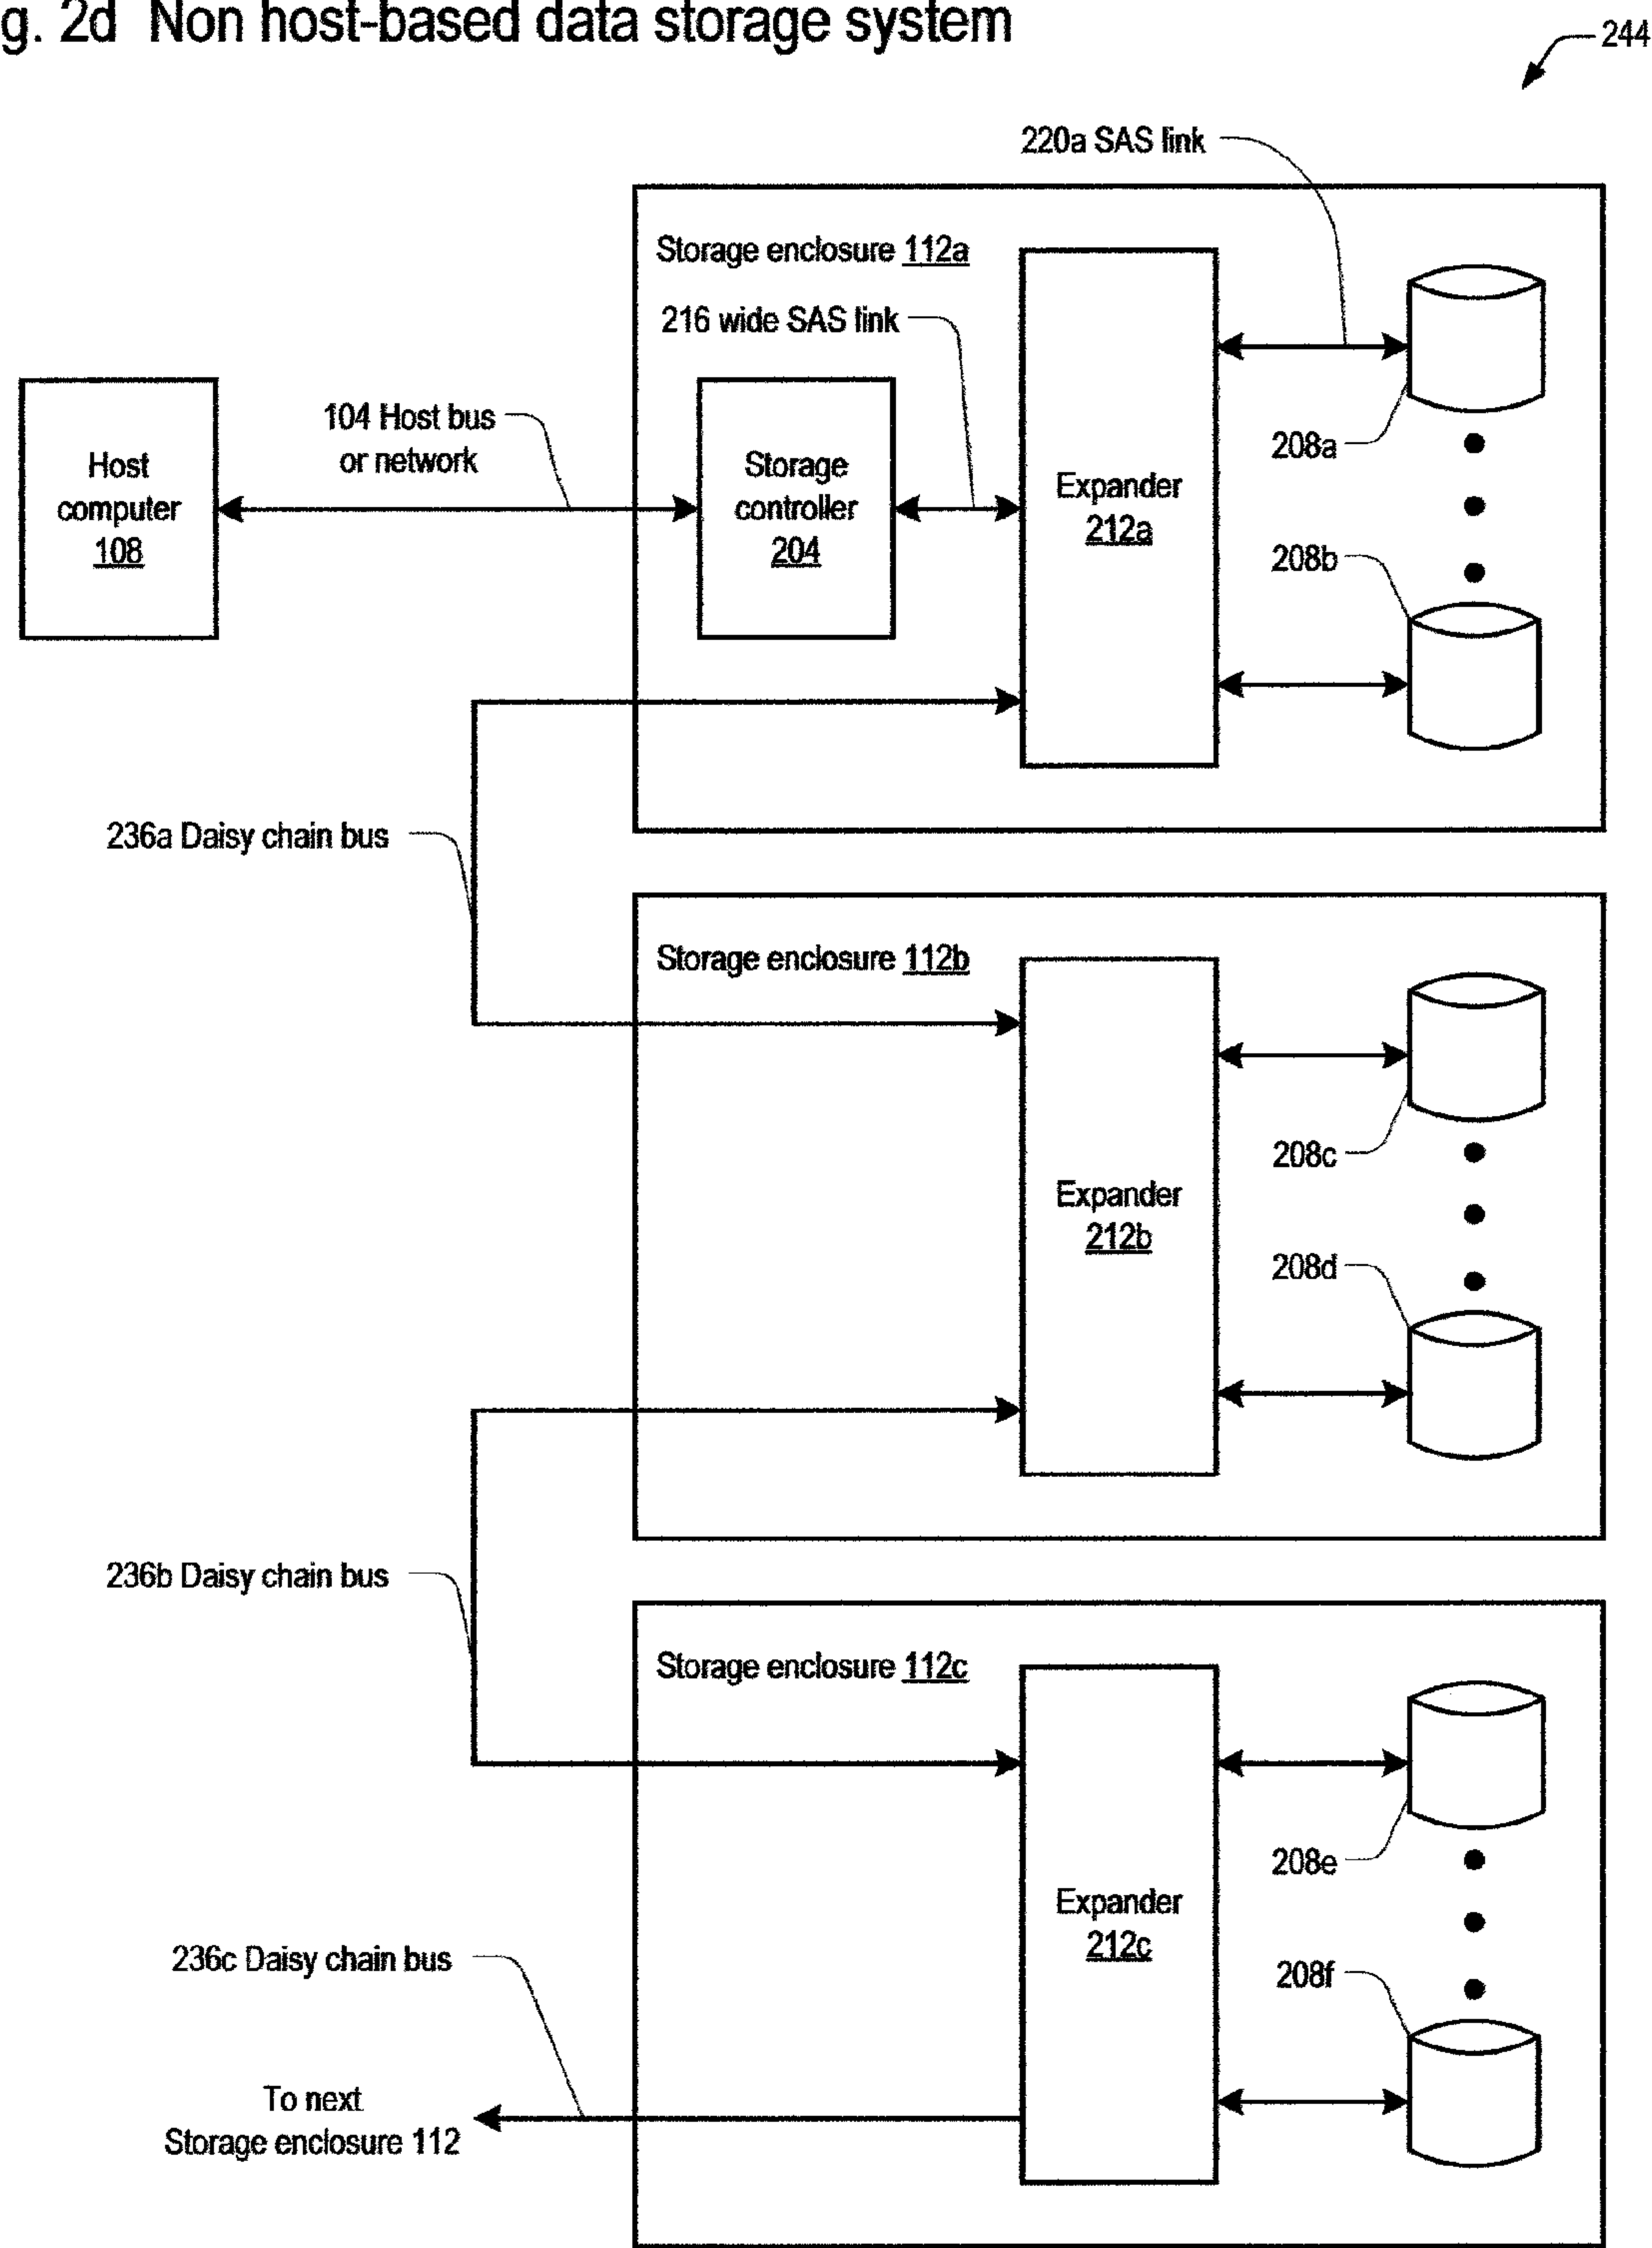 g. 2d Non host-based data storage system
244
220a SAS link
Storage enclosure 112a
216 wide SAS link
104 Host bus
or network
Host
computer
108
Storage
controller
204
Expander
212a
208a
208b
236a Daisy chain bus
Storage enclosure 112b
Expander
212b
208c
208d
236b Daisy chain bus
Storage enclosure 112c
Expander
212c
208e
208f
236c Daisy chain bus
To next
Storage enclosure 112